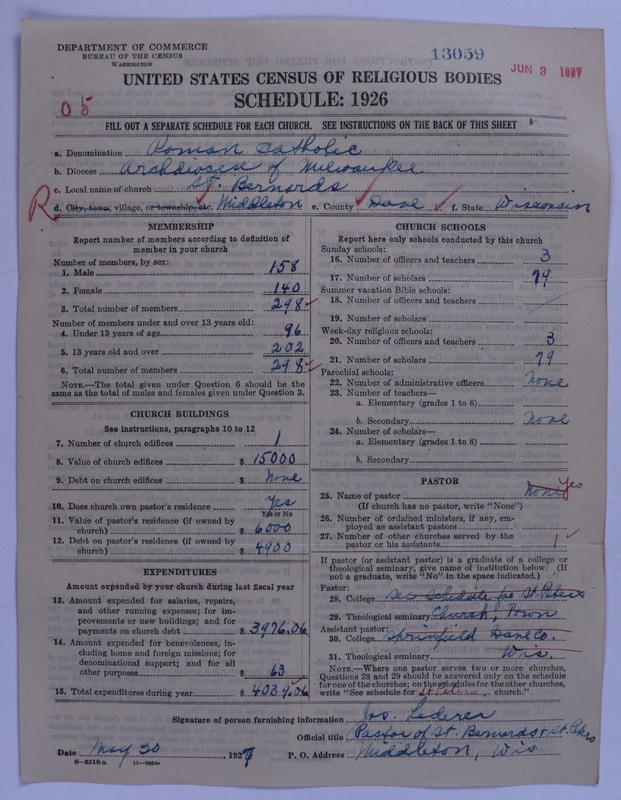 DEPARTMENT OF COMMERCE
BUREAU OF THE CENSUS
WASHINGTON
13059
JUN 3 1927
UNITED STATES CENSUS OF RELIGIOUS BODIES
SCHEDULE: 1926
05
FILL OUT A SEPARATE SCHEDULE FOR EACH CHURCH. SEE INSTRUCTIONS ON THE BACK OF THIS SHEET
a. Denomination Roman Catholic
b. Diocese Archdiocese of Milwaukee
c. Local name of church St. Bernards
R d. City, town, village, or township, etc. Middleton e. County Dane f. State Wisconsin
MEMBERSHIP
Report number of members according to definition of
member in your church
Number of members, by sex:
1. Male 158
2. Female 140
3. Total number of members 298
Number of members under and over 13 years old:
4. Under 13 years of age 96
5. 13 years old and over 202
6. Total number of members 298
NOTE.—The total given under Question 6 should be the
same as the total of males and females given under Question 3.
CHURCH BUILDINGS
See instructions, paragraphs 10 to 12
7. Number of church edifices 1
8. Value of church edifices $ 15000
9. Debt on church edifices $ None
10. Does church own pastor's residence Yes
Yes or No
11. Value of pastor's residence (if owned by
church) $ 6000
12. Debt on pastor's residence (if owned by
church) $ 4900
EXPENDITURES
Amount expended by your church during last fiscal year
13. Amount expended for salaries, repairs,
and other running expenses; for im-
provements or new buildings; and for
payments on church debt $ 3976.06
14. Amount expended for benevolences, in-
cluding home and foreign missions; for
denominational support; and for all
other purposes $ 63
15. Total expenditures during year $ 4039.06
CHURCH SCHOOLS
Report here only schools conducted by this church
Sunday schools:
16. Number of officers and teachers 3
17. Number of scholars 79
Summer vacation Bible schools:
18. Number of officers and teachers
19. Number of scholars
Week-day religious schools:
20. Number of officers and teachers 3
21. Number of scholars 79
Parochial schools:
22. Number of administrative officers None
23. Number of teachers—
a. Elementary (grades 1 to 8)
b. Secondary None
24. Number of scholars—
a. Elementary (grades 1 to 8)
b. Secondary
PASTOR
25. Name of pastor None Yes
(If church has no pastor, write "None")
26. Number of ordained ministers, if any, em-
ployed as assistant pastors
27. Number of other churches served by the
pastor or his assistants 1
If pastor (or assistant pastor) is a graduate of a college or
theological seminary, give name of institution below. (If
not a graduate, write "No" in the space indicated.)
Pastor:
28. College See Schedule for St. Peters
29. Theological seminary Church, Town
Assistant pastor:
30. College Springfield Dane Co.
31. Theological seminary Wis.
NOTE.—Where one pastor serves two or more churches,
Questions 28 and 29 should be answered only on the schedule
for one of the churches; on the schedules for the other churches,
write "See schedule for St Peters church."
Signature of person furnishing information Jos. Lederer
Official title Pastor of St. Bernards & St. Peters
Date May 20, 1927 P. O. Address Middleton, Wis
8—5518a 11—9054